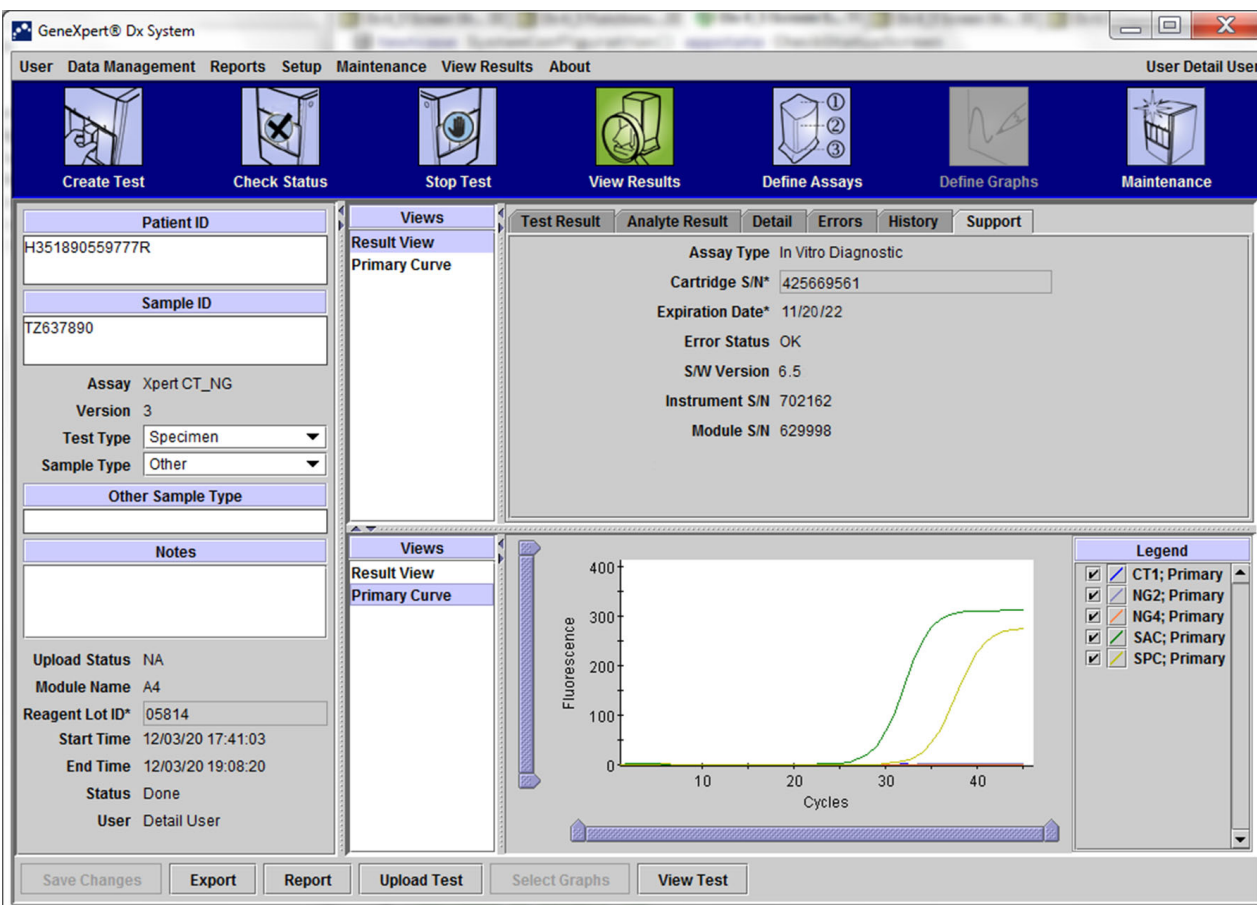 GeneXpert® Dx System
User Data Management Reports Setup Maintenance View Results About User Detail User
Create Test Check Status Stop Test View Results Define Assays Define Graphs Maintenance
①
②
③
Patient ID
H351890559777R
Sample ID
TZ637890
Assay Xpert CT_NG
Version 3
Test Type Specimen
Sample Type Other
Other Sample Type
Notes
Upload Status NA
Module Name A4
Reagent Lot ID* 05814
Start Time 12/03/20 17:41:03
End Time 12/03/20 19:08:20
Status Done
User Detail User
Views
Result View
Primary Curve
Test Result Analyte Result Detail Errors History Support
Assay Type In Vitro Diagnostic
Cartridge S/N* 425669561
Expiration Date* 11/20/22
Error Status OK
S/W Version 6.5
Instrument S/N 702162
Module S/N 629998
Views
Result View
Primary Curve
400
300
200
100
0
Fluorescence
10 20 30 40
Cycles
Legend
CT1; Primary
NG2; Primary
NG4; Primary
SAC; Primary
SPC; Primary
Save Changes Export Report Upload Test Select Graphs View Test